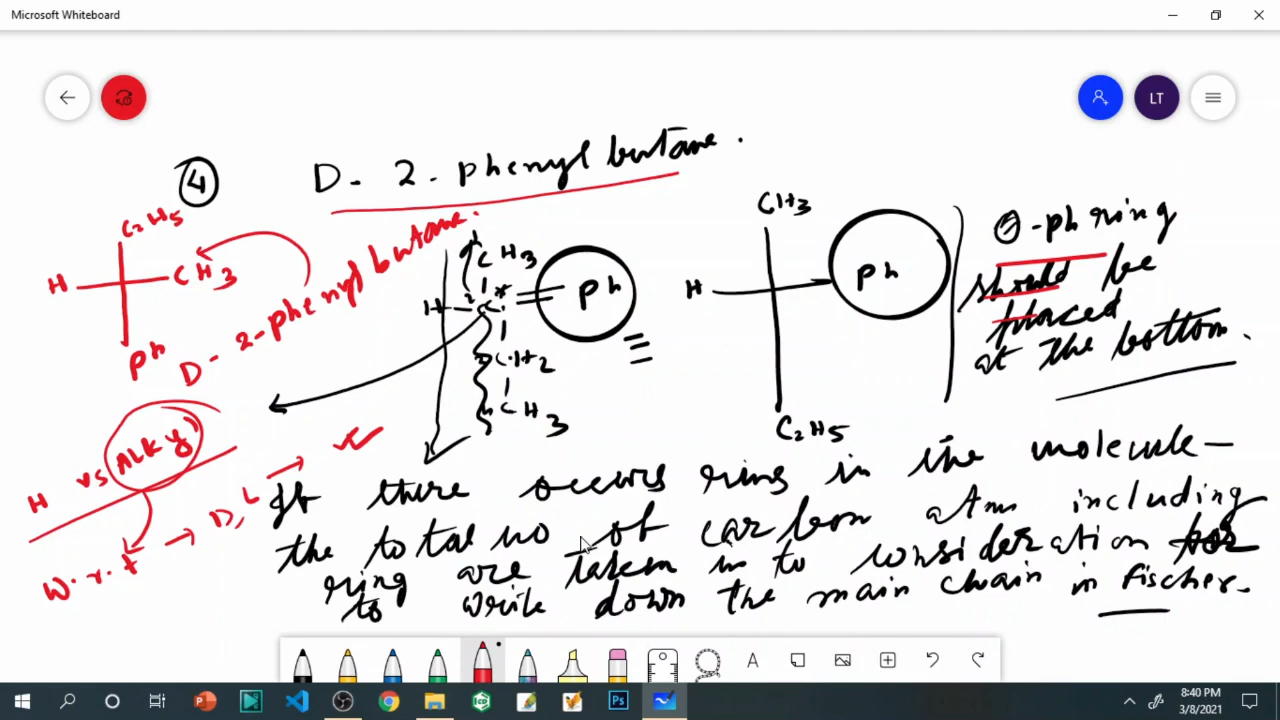 Microsoft Whiteboard
LT
4
D - 2 - phenyl butane.
C2H5
H
CH3
Ph
D - 2-phenyl butane.
CH3
H - 2 C* = Ph
CH2
CH3
CH3
H
Ph
C2H5
-ph ring
should be
placed
at the bottom.
H vs ALKyl
W.r.t → D, L →
If there occurs ring in the molecule-
the total no of carbon atm including
ring are taken in to consideration for
to write down the main chain in fischer.
8:40 PM
3/8/2021